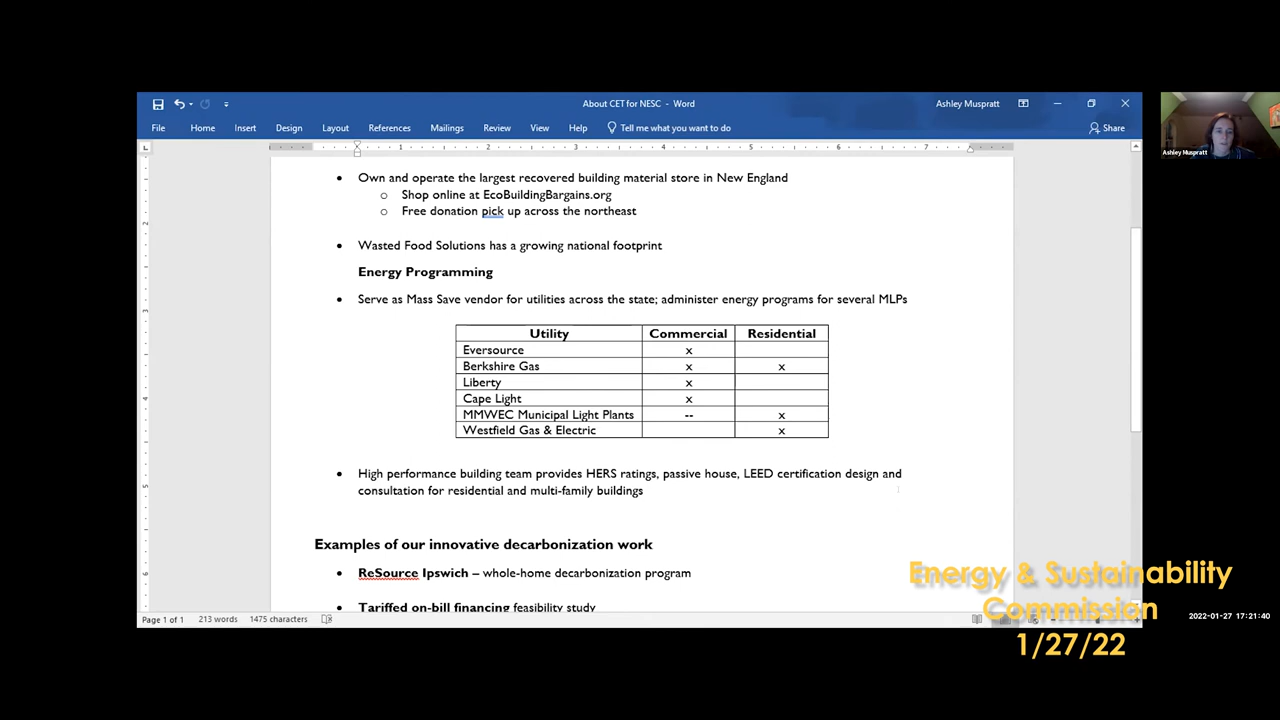 About CET for NESC - Word
Ashley Muspratt
File Home Insert Design Layout References Mailings Review View Help Tell me what you want to do Share
1 2 3 4 5 6 7
• Own and operate the largest recovered building material store in New England
o Shop online at EcoBuildingBargains.org
o Free donation pick up across the northeast
• Wasted Food Solutions has a growing national footprint
Energy Programming
• Serve as Mass Save vendor for utilities across the state; administer energy programs for several MLPs
Utility Commercial Residential
Eversource x
Berkshire Gas x x
Liberty x
Cape Light x
MMWEC Municipal Light Plants -- x
Westfield Gas & Electric x
• High performance building team provides HERS ratings, passive house, LEED certification design and
consultation for residential and multi-family buildings
Examples of our innovative decarbonization work
• ReSource Ipswich – whole-home decarbonization program
• Tariffed on-bill financing feasibility study
Page 1 of 1 213 words 1475 characters
Ashley Muspratt
Energy & Sustainability
Commission
1/27/22
2022-01-27 17:21:40